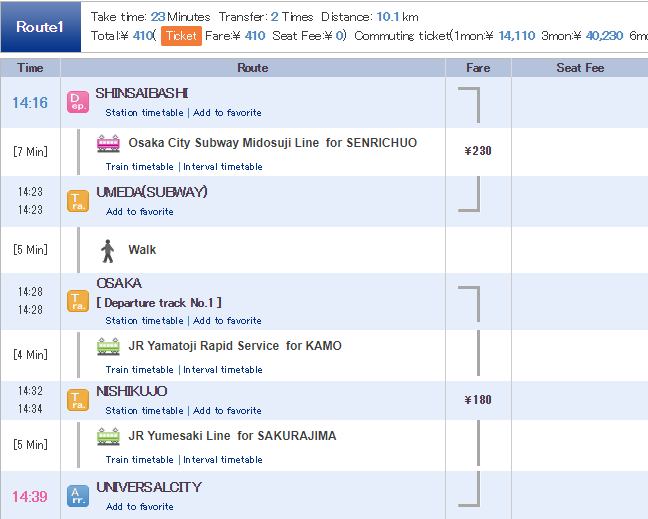 Route1
Take time: 23 Minutes Transfer: 2 Times Distance: 10.1 km
Total:¥ 410( Ticket Fare:¥ 410 Seat Fee:¥ 0) Commuting ticket(1mon:¥ 14,110 3mon:¥ 40,230 6mo
Time Route Fare Seat Fee
14:16 Dep. SHINSAIBASHI
Station timetable | Add to favorite
[7 Min] Osaka City Subway Midosuji Line for SENRICHUO ¥230
Train timetable | Interval timetable
14:23
14:23
Tra. UMEDA(SUBWAY)
Add to favorite
[5 Min] Walk
14:28
14:28
Tra. OSAKA
[ Departure track No.1 ]
Station timetable | Add to favorite
[4 Min] JR Yamatoji Rapid Service for KAMO
Train timetable | Interval timetable
14:32
14:34
Tra. NISHIKUJO ¥180
Station timetable | Add to favorite
[5 Min] JR Yumesaki Line for SAKURAJIMA
Train timetable | Interval timetable
14:39 Arr. UNIVERSALCITY
Add to favorite